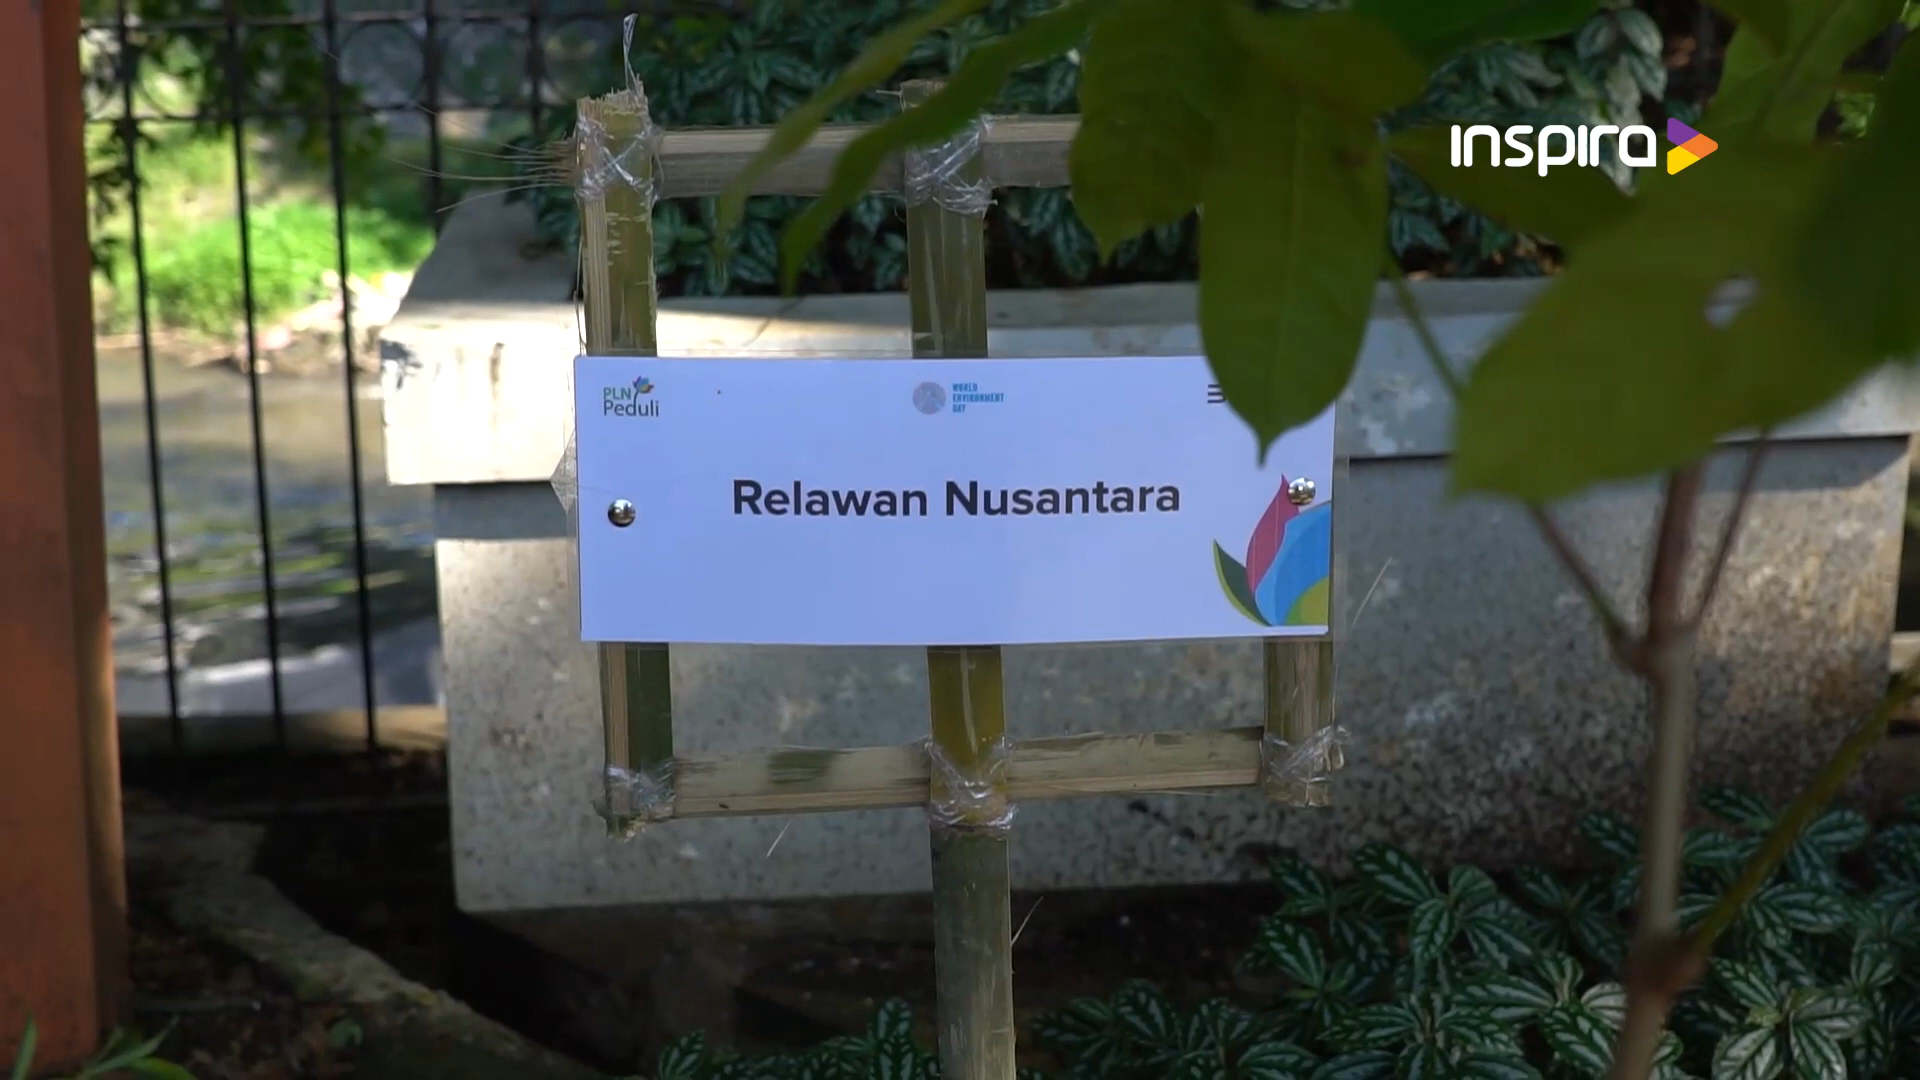 inspira
PLN
Peduli
WORLD
ENVIRONMENT
DAY
Relawan Nusantara